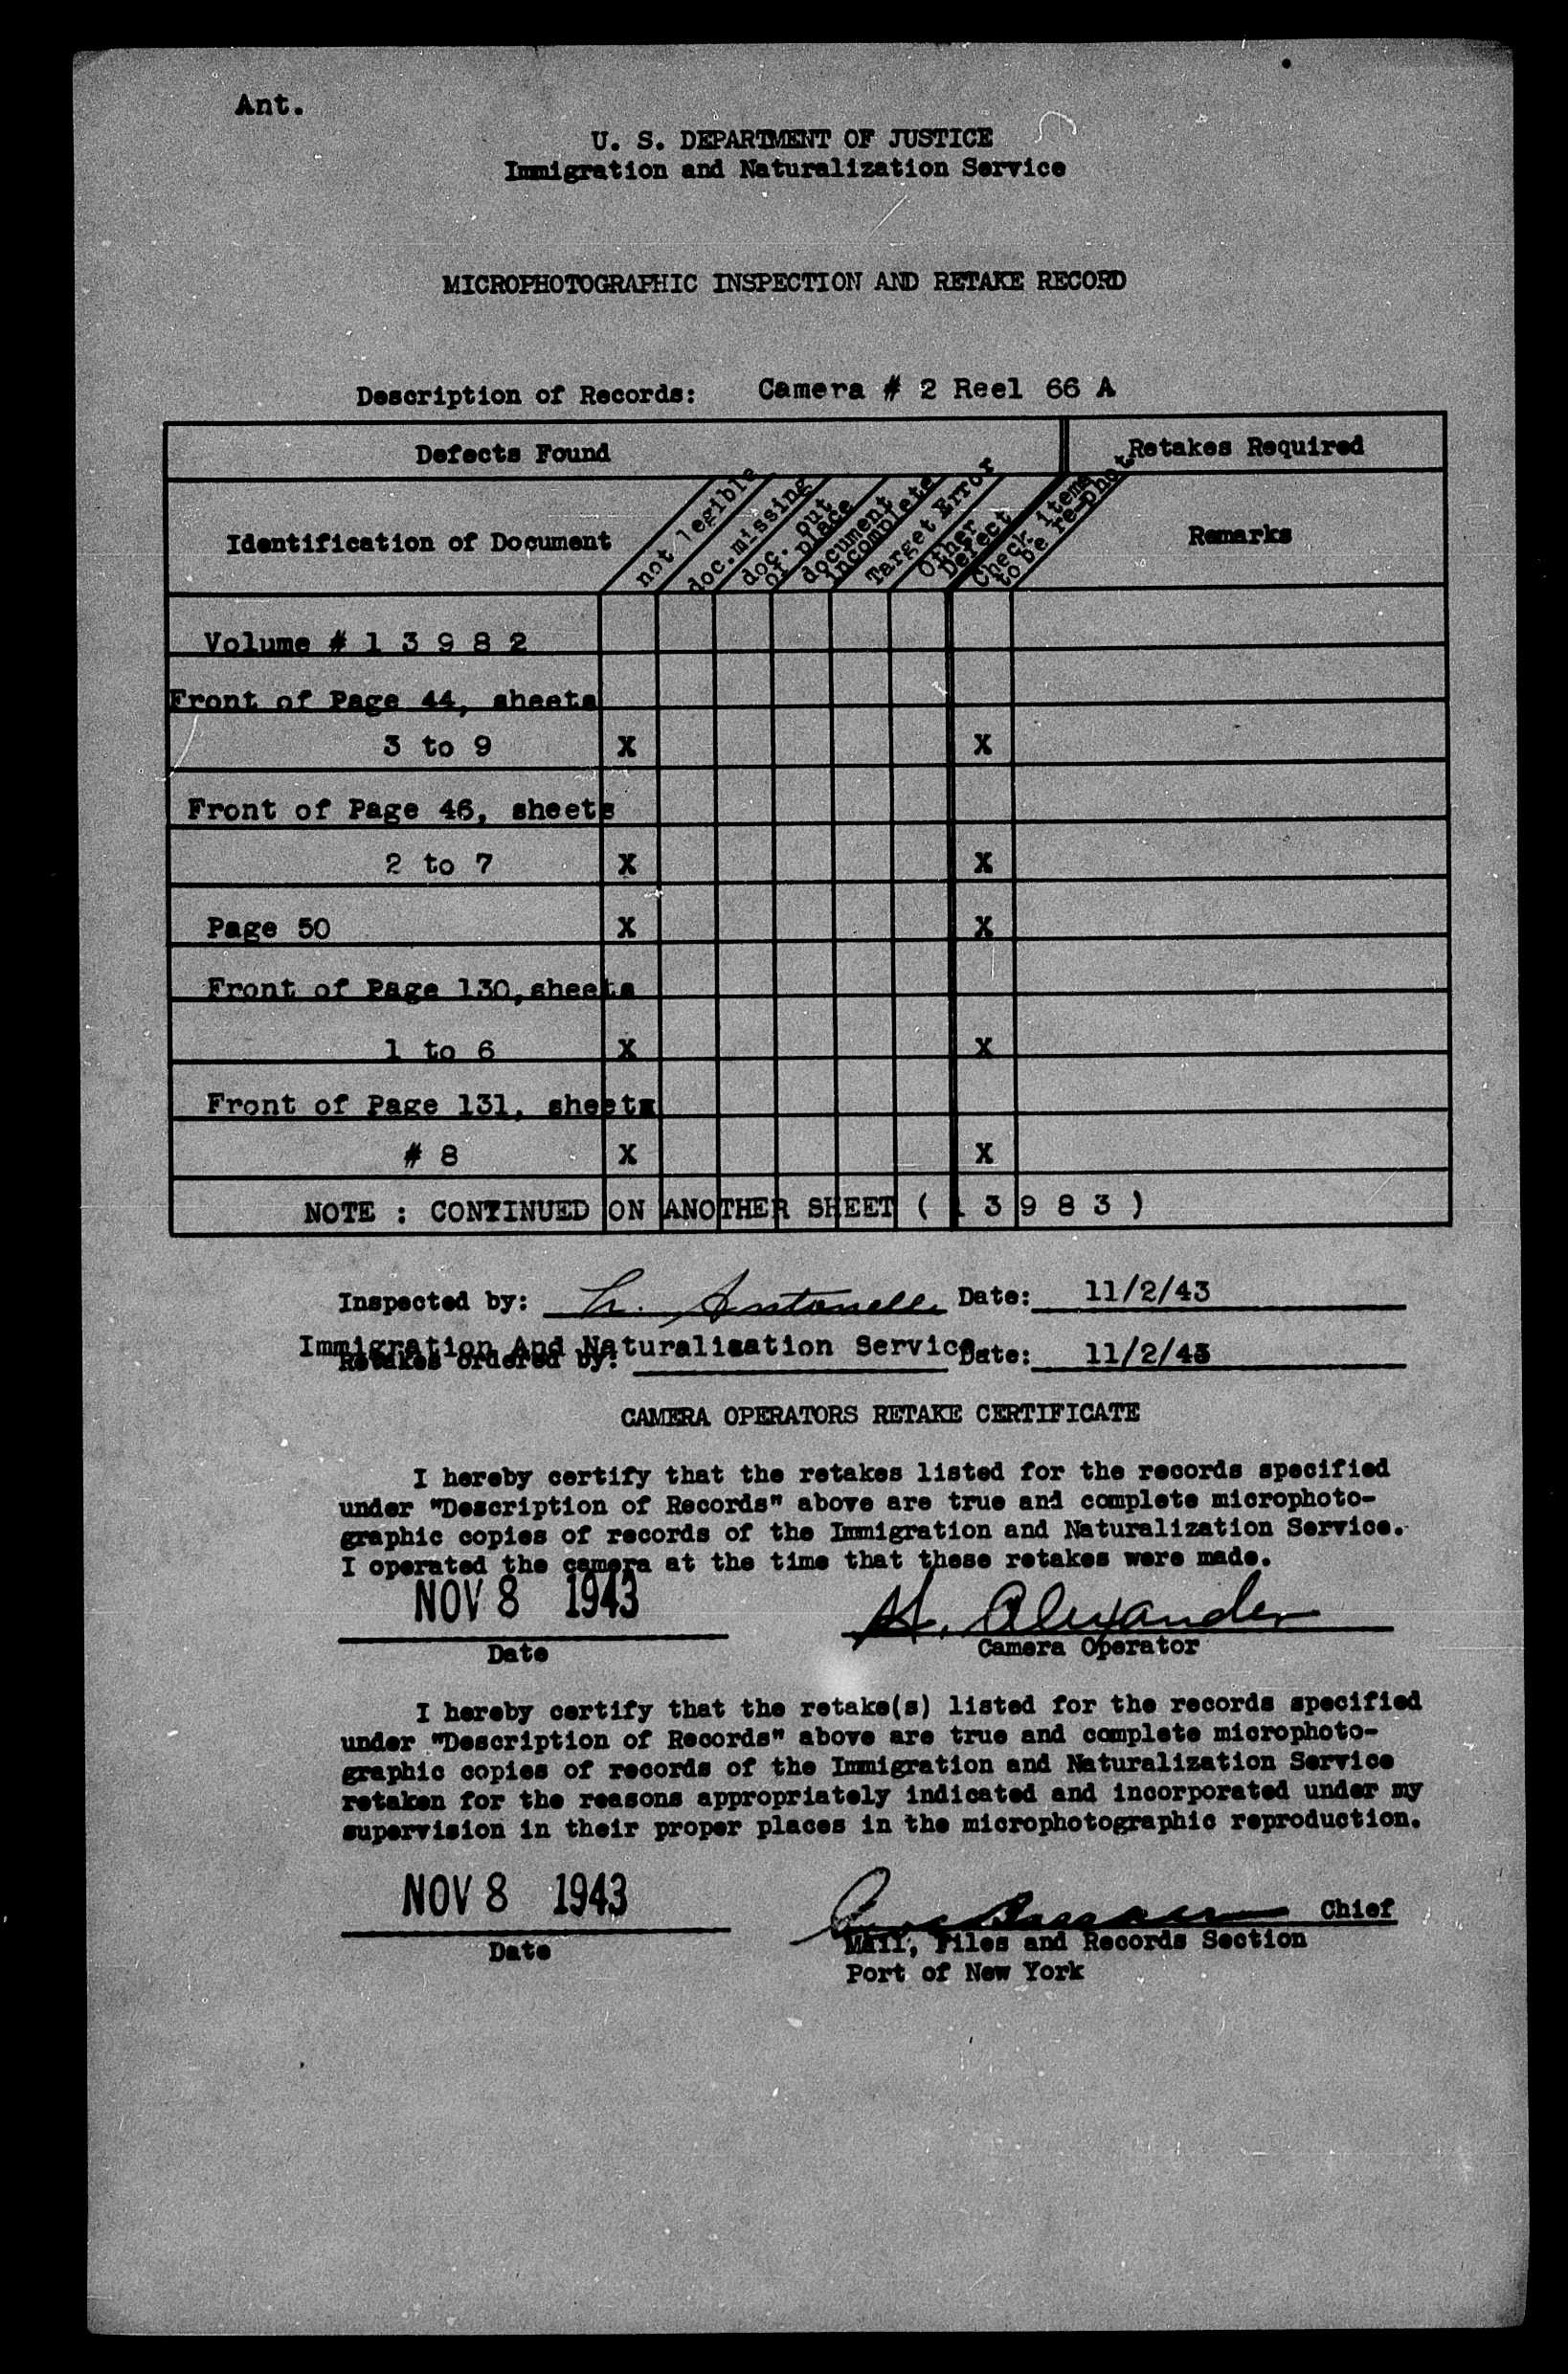 Ant.
U. S. DEPARTMENT OF JUSTICE
Immigration and Naturalization Service
MICROPHOTOGRAPHIC INSPECTION AND RETAKE RECORD
Description of Records: Camera # 2 Reel 66 A
Defects Found
Retakes Required
Identification of Document
not legible
doc.missing
doc. out
of place
document
incomplete
Target Error
Other
Defect
Check items
to be re-phot
Remarks
Volume # 1 3 9 8 2
Front of Page 44, sheets
3 to 9 X X
Front of Page 46, sheets
2 to 7 X X
Page 50 X X
Front of Page 130, sheets
1 to 6 X X
Front of Page 131, sheets
# 8 X X
NOTE : CONTINUED ON ANOTHER SHEET ( 1 3 9 8 3 )
Inspected by: Antonelli Date: 11/2/43
Immigration And Naturalization Service
Retakes ordered by: Date: 11/2/43
CAMERA OPERATORS RETAKE CERTIFICATE
I hereby certify that the retakes listed for the records specified
under "Description of Records" above are true and complete microphoto-
graphic copies of records of the Immigration and Naturalization Service.
I operated the camera at the time that these retakes were made.
NOV 8 1943 H. Alexander
Date Camera Operator
I hereby certify that the retake(s) listed for the records specified
under "Description of Records" above are true and complete microphoto-
graphic copies of records of the Immigration and Naturalization Service
retaken for the reasons appropriately indicated and incorporated under my
supervision in their proper places in the microphotographic reproduction.
NOV 8 1943 Chief
Date Mail, Files and Records Section
Port of New York